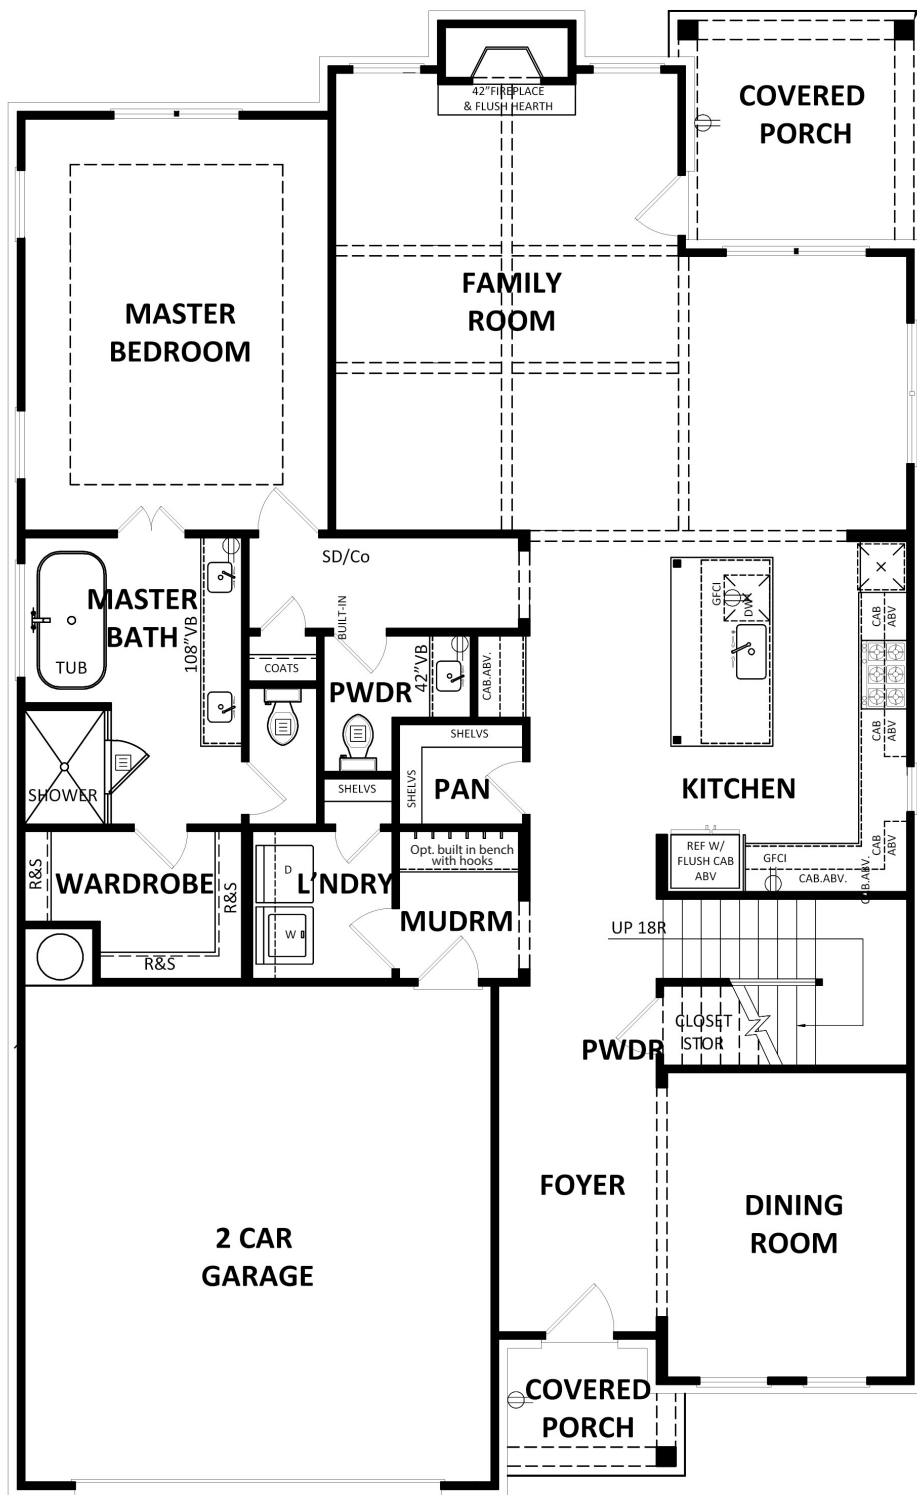 42"FIREPLACE
& FLUSH HEARTH
COVERED
PORCH
FAMILY
ROOM
MASTER
BEDROOM
SD/Co
BUILT-IN
MASTER
BATH
108"VB
TUB
COATS
PWDR
42"VB
CAB.ABV.
GFCI
DW
CAB
ABV
CAB
ABV
SHELVS
SHELVS
PAN
KITCHEN
SHOWER
SHELVS
CAB
ABV
REF W/
FLUSH CAB
ABV
GFCI
CAB.ABV.
CAB.ABV.
R&S
WARDROBE
R&S
R&S
D
L'NDRY
W
Opt. built in bench
with hooks
MUDRM
UP 18R
CLOSET
STOR
PWDR
FOYER
DINING
ROOM
2 CAR
GARAGE
COVERED
PORCH